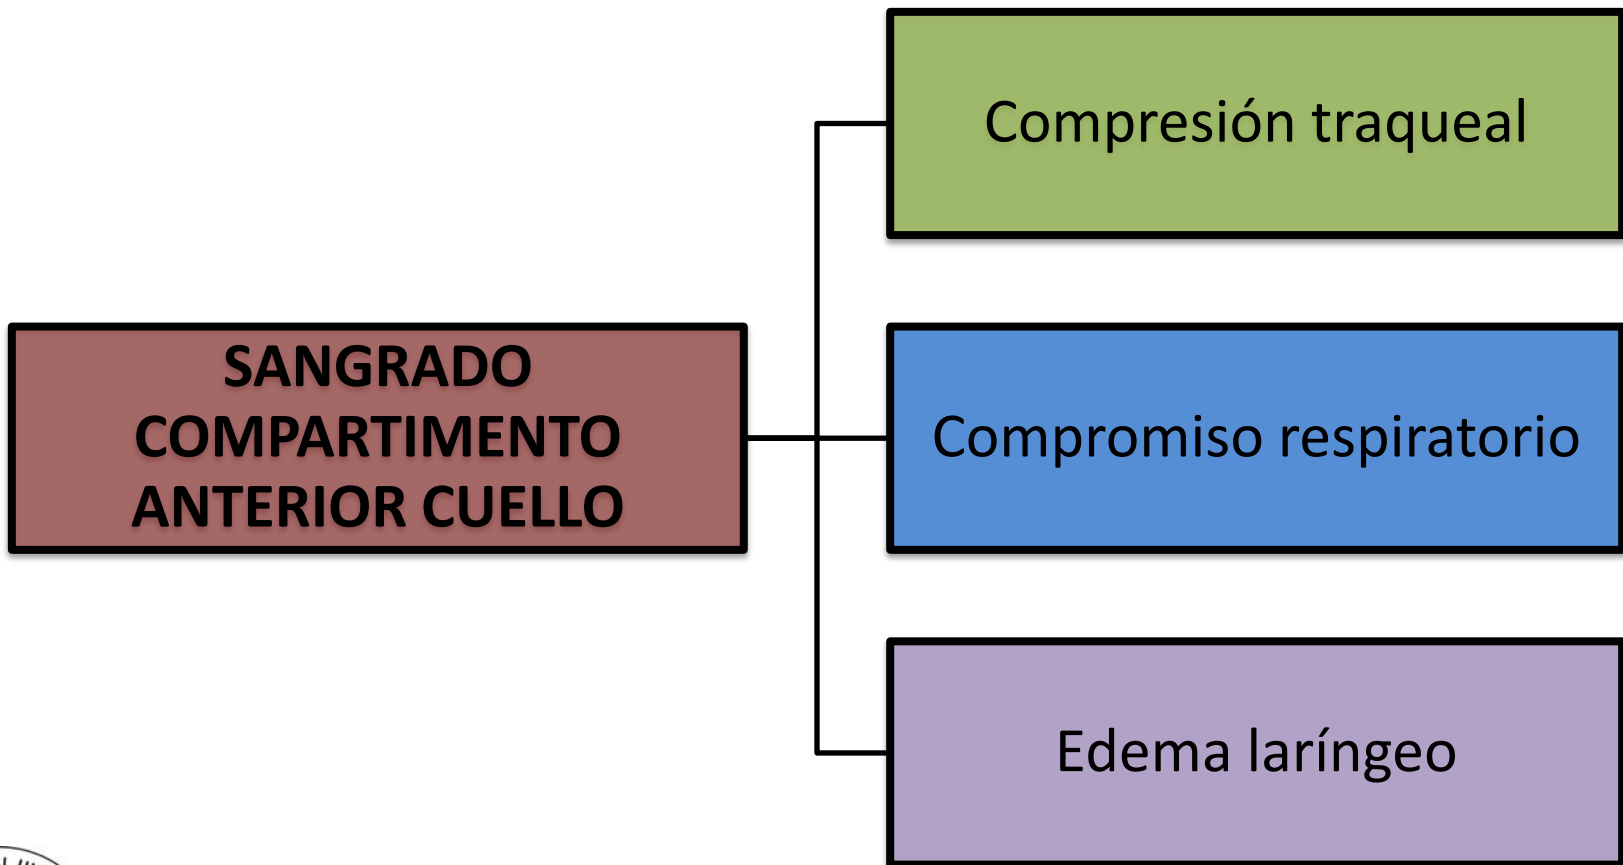 Compresión traqueal
SANGRADO
COMPARTIMENTO
ANTERIOR CUELLO
Compromiso respiratorio
Edema laríngeo